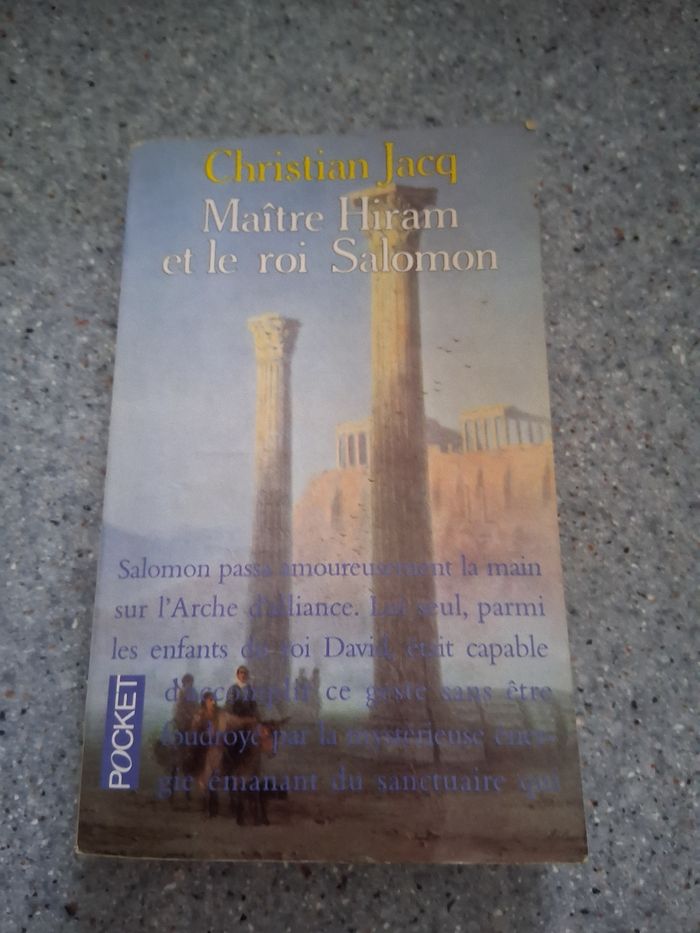 Christian Jacq
Maître Hiram
et le roi Salomon
Salomon passa amoureusement la main
sur l'Arche d'alliance. Lui seul, parmi
les enfants du roi David, était capable
d'accomplir ce geste sans être
foudroyé par la mystérieuse éner-
gie émanant du sanctuaire qui
POCKET